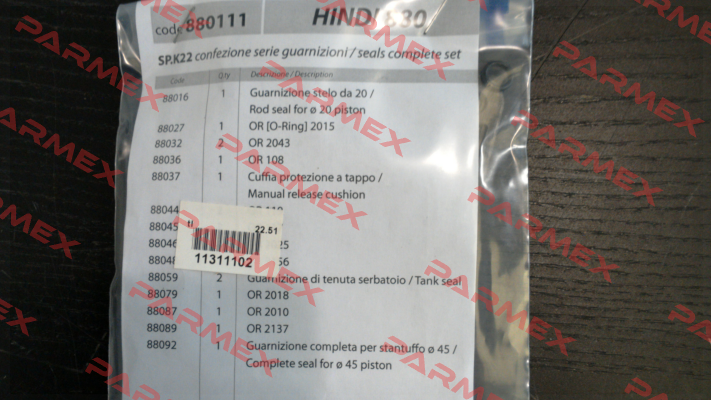 code 880111 HINDI 880
SP.K22 confezione serie guarnizioni / seals complete set
Code Q.ty Descrizione / Description
88016 1 Guarnizione stelo da 20 /
Rod seal for ø 20 piston
88027 1 OR [O-Ring] 2015
88032 2 OR 2043
88036 1 OR 108
88037 1 Cuffia protezione a tappo /
Manual release cushion
88044
88045
22.51
8804
11311102
8804
88059 2 Guarnizione di tenuta serbatoio / Tank seal
88079 1 OR 2018
88087 1 OR 2010
88089 1 OR 2137
88092 1 Guarnizione completa per stantuffo ø 45 /
Complete seal for ø 45 piston
PARMEX